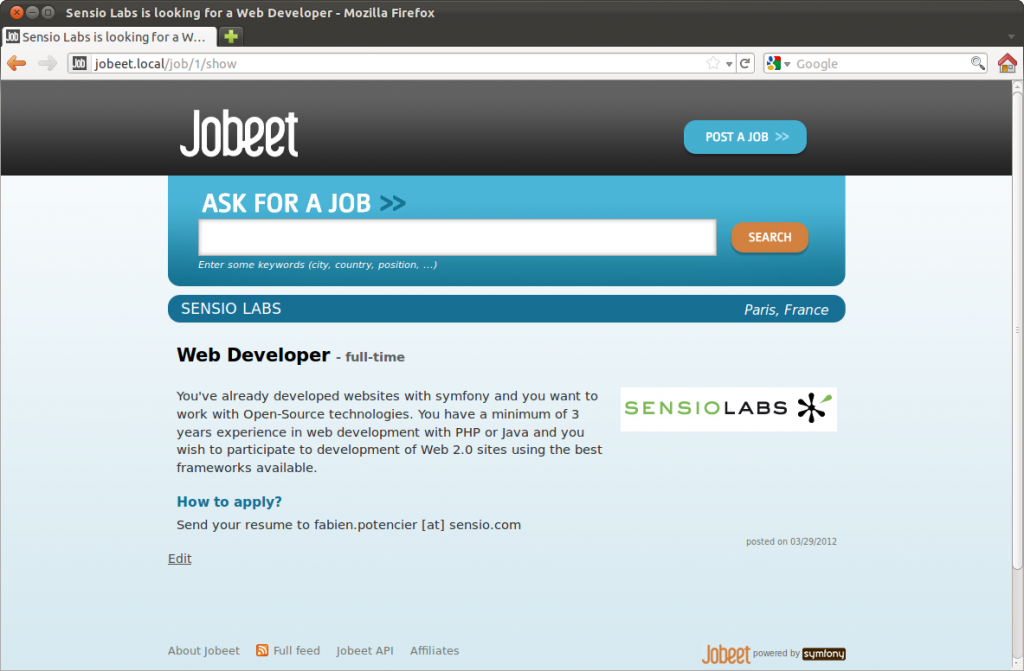 Sensio Labs is looking for a Web Developer - Mozilla Firefox
Job Sensio Labs is looking for a W...
Job jobeet.local/job/1/show
Google
Jobeet
POST A JOB >>
ASK FOR A JOB >>
SEARCH
Enter some keywords (city, country, position, ...)
SENSIO LABS Paris, France
Web Developer - full-time
You've already developed websites with symfony and you want to
work with Open-Source technologies. You have a minimum of 3
years experience in web development with PHP or Java and you
wish to participate to development of Web 2.0 sites using the best
frameworks available.
SENSIOLABS
How to apply?
Send your resume to fabien.potencier [at] sensio.com
posted on 03/29/2012
Edit
About Jobeet Full feed Jobeet API Affiliates Jobeet powered by symfony